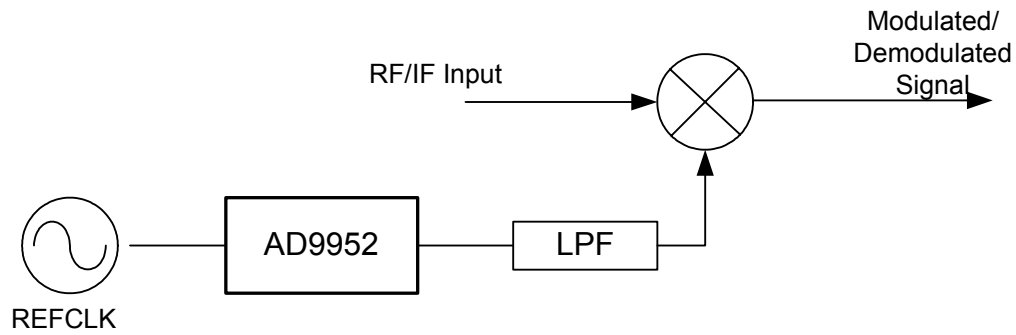 Modulated/
Demodulated
Signal
RF/IF Input
AD9952
LPF
REFCLK